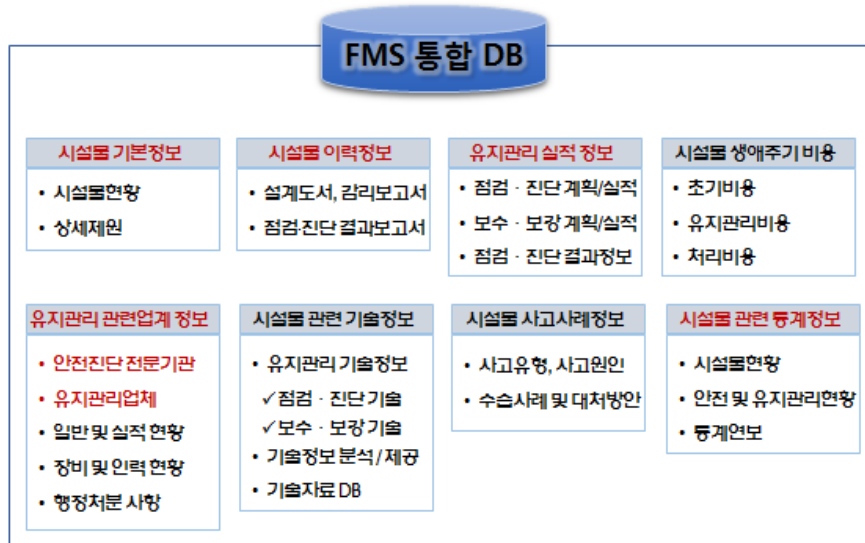 FMS 통합 DB
시설물 기본정보
• 시설물현황
• 상세제원
시설물 이력정보
• 설계도서, 감리보고서
• 점검·진단 결과보고서
유지관리 실적 정보
• 점검 · 진단 계획/실적
• 보수 · 보강 계획/실적
• 점검 · 진단 결과정보
시설물 생애주기 비용
• 초기비용
• 유지관리비용
• 처리비용
유지관리 관련업계 정보
• 안전진단 전문기관
• 유지관리업체
• 일반 및 실적 현황
• 장비 및 인력 현황
• 행정처분 사항
시설물 관련 기술정보
• 유지관리 기술정보
✓점검 · 진단 기술
✓보수 · 보강 기술
• 기술정보 분석 / 제공
• 기술자료 DB
시설물 사고사례정보
• 사고유형, 사고원인
• 수습사례 및 대처방안
시설물 관련 통계정보
• 시설물현황
• 안전 및 유지관리현황
• 통계연보